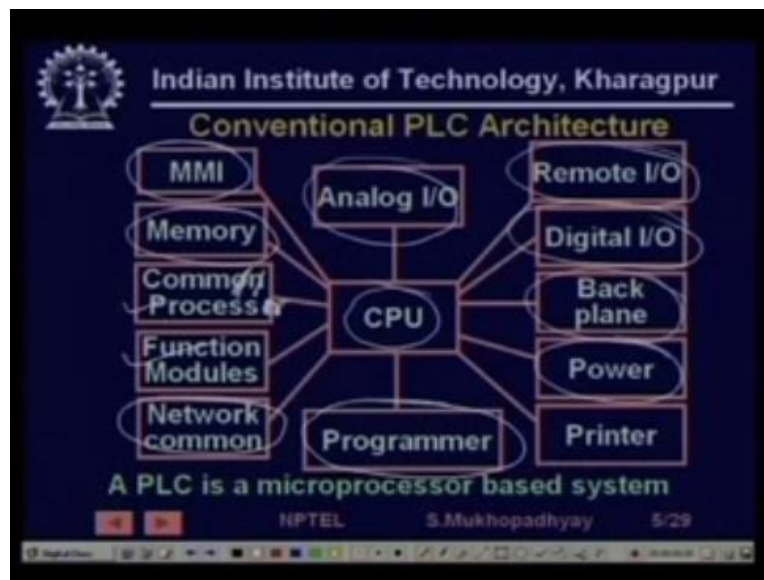 Indian Institute of Technology, Kharagpur
Conventional PLC Architecture
MMI
Memory
Common
Process
Function
Modules
Network
common
Analog I/O
CPU
Programmer
Remote I/O
Digital I/O
Back
plane
Power
Printer
A PLC is a microprocessor based system
NPTEL
S.Mukhopadhyay
5/29